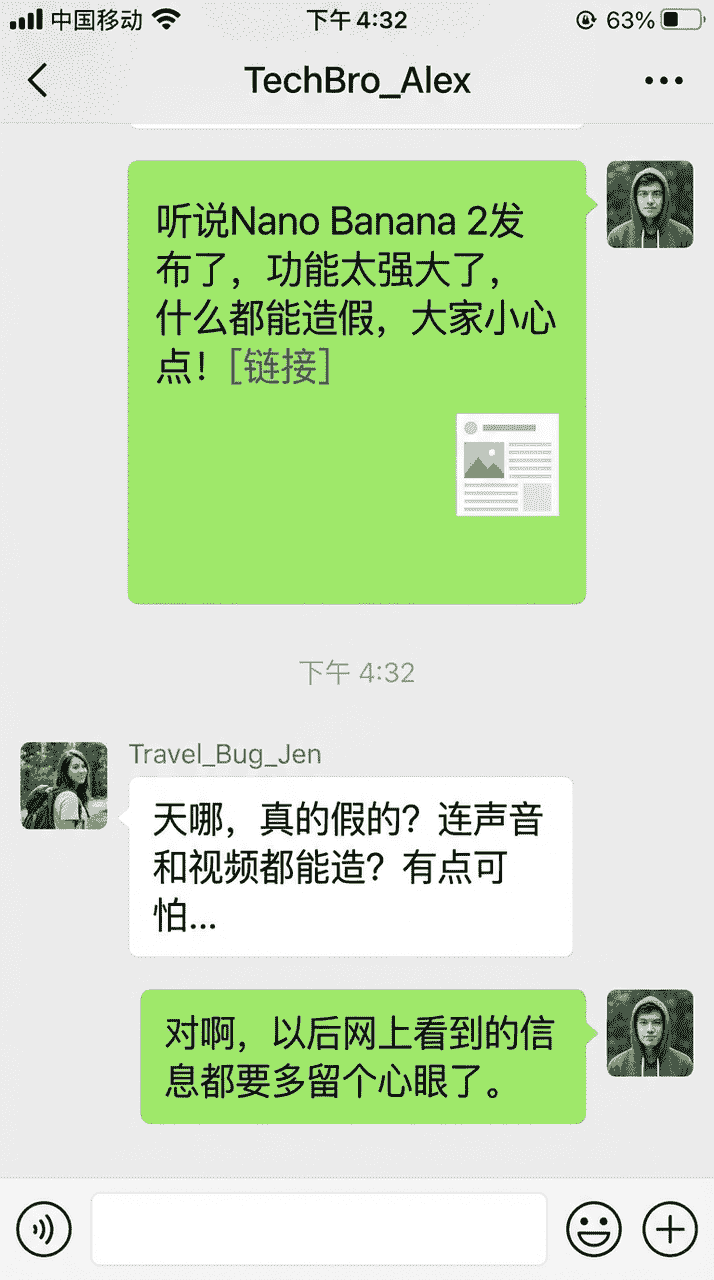 中国移动 下午 4:32 63%
TechBro_Alex
听说Nano Banana 2发
布了，功能太强大了，
什么都能造假，大家小心
点！[链接]
下午 4:32
Travel_Bug_Jen
天哪，真的假的？连声音
和视频都能造？有点可
怕...
对啊，以后网上看到的信
息都要多留个心眼了。